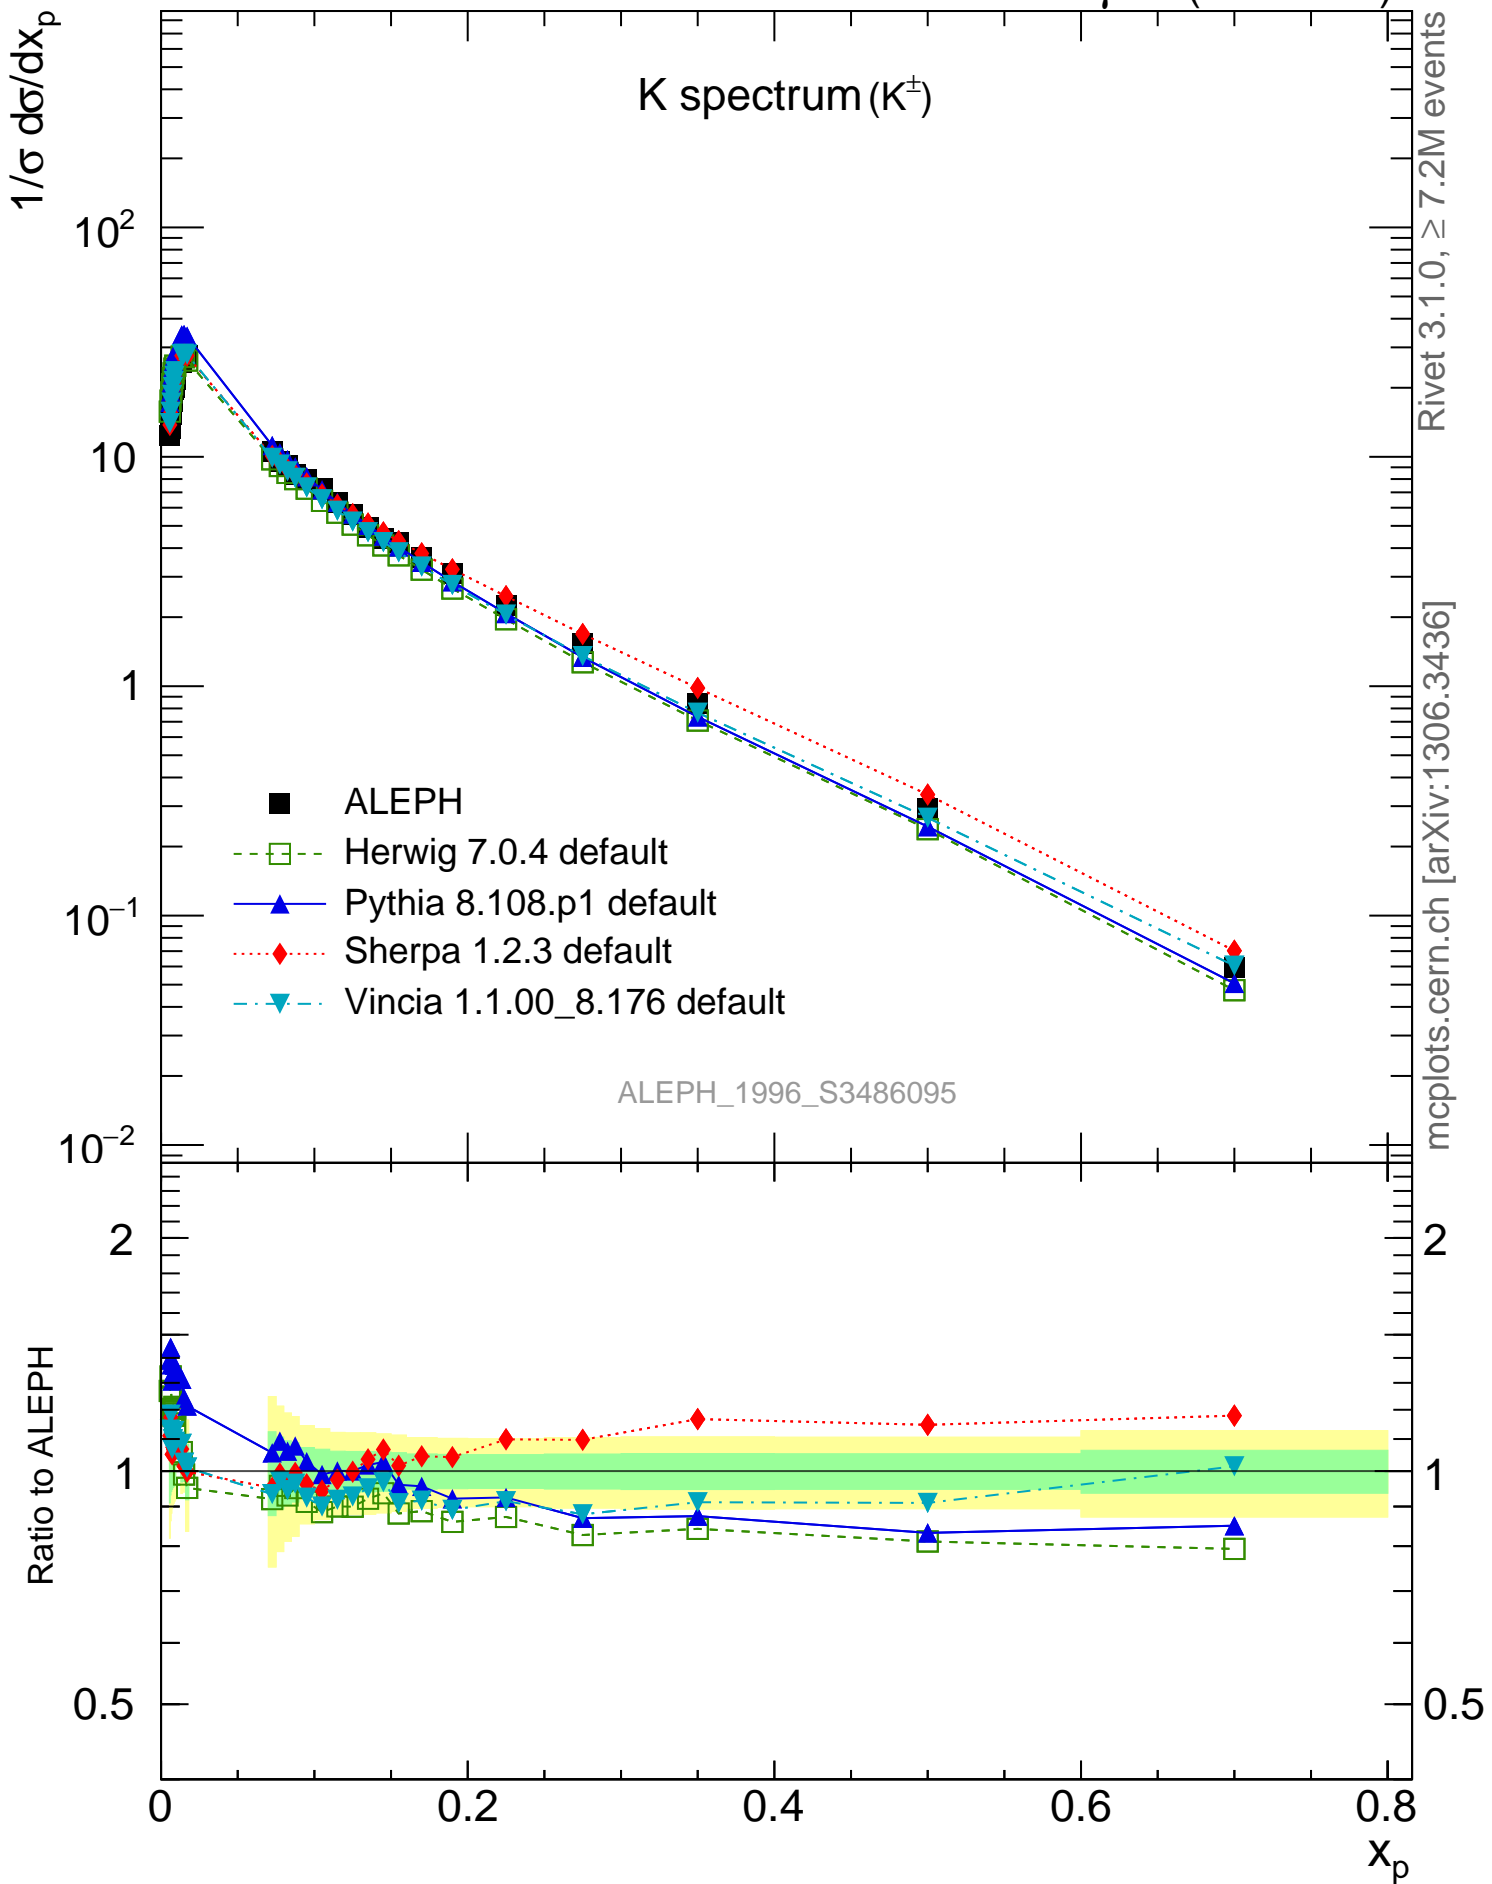 1/σ dσ/dxₚ
K spectrum (K±)
10²
10
1
10⁻¹
10⁻²
ALEPH
Herwig 7.0.4 default
Pythia 8.108.p1 default
Sherpa 1.2.3 default
Vincia 1.1.00_8.176 default
ALEPH_1996_S3486095
Rivet 3.1.0, ≥ 7.2M events
mcplots.cern.ch [arXiv:1306.3436]
Ratio to ALEPH
2
1
0.5
2
1
0.5
0
0.2
0.4
0.6
0.8
xₚ